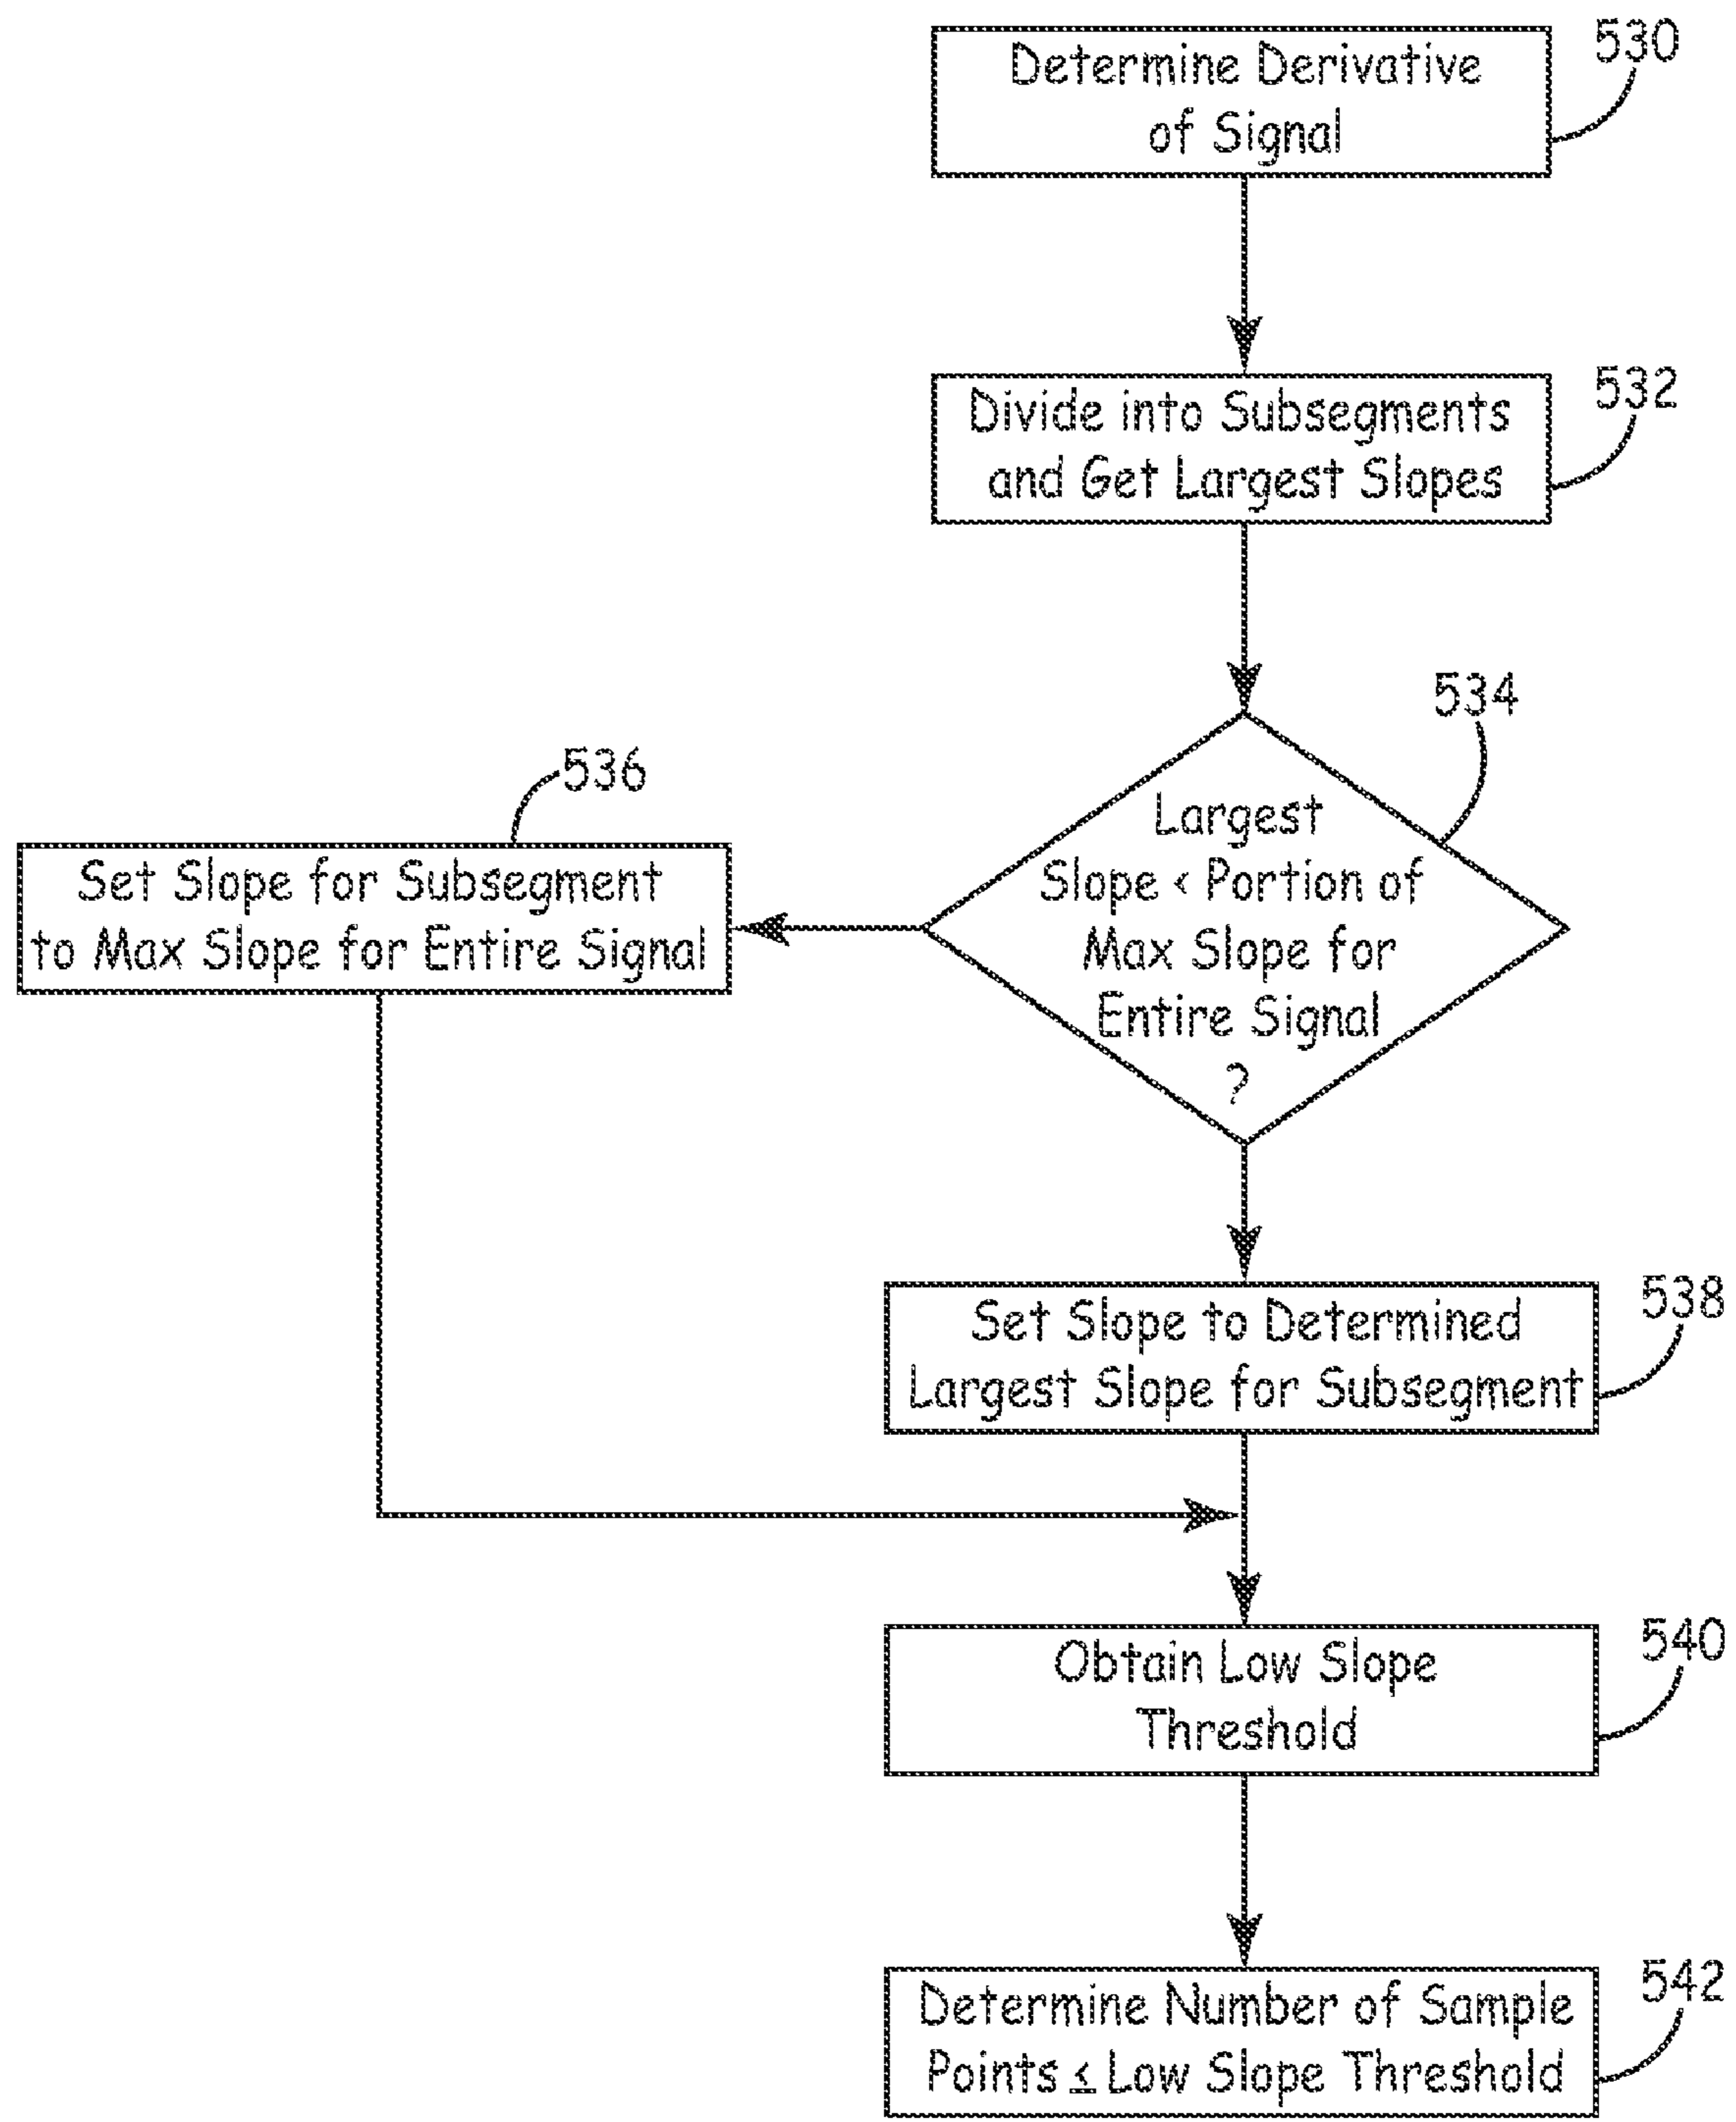 530
Determine Derivative
of Signal
532
Divide into Subsegments
and Get Largest Slopes
534
Largest
Slope < Portion of
Max Slope for
Entire Signal
?
536
Set Slope for Subsegment
to Max Slope for Entire Signal
538
Set Slope to Determined
Largest Slope for Subsegment
540
Obtain Low Slope
Threshold
542
Determine Number of Sample
Points ≤ Low Slope Threshold